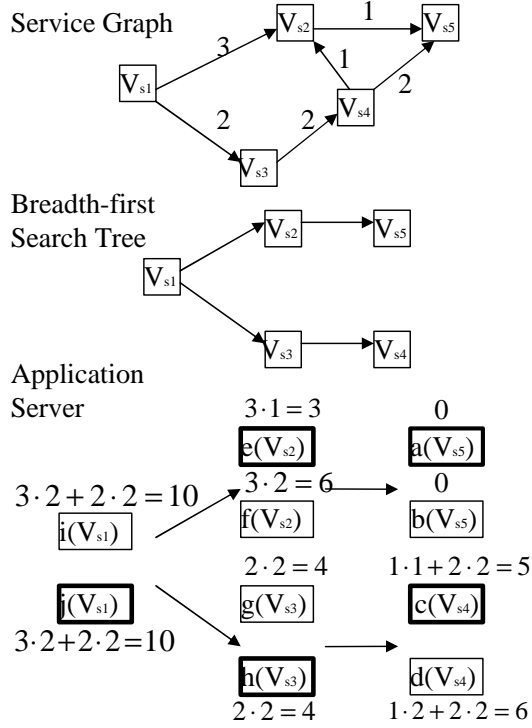 Service Graph
V_s2
1
V_s5
3
1
2
V_s1
V_s4
2
2
V_s3
Breadth-first
Search Tree
V_s2
V_s5
V_s1
V_s3
V_s4
Application
Server
3·1=3
0
e(V_s2)
a(V_s5)
3·2=6
0
3·2+2·2=10
i(V_s1)
f(V_s2)
b(V_s5)
2·2=4
1·1+2·2=5
j(V_s1)
g(V_s3)
c(V_s4)
3·2+2·2=10
h(V_s3)
d(V_s4)
2·2=4
1·2+2·2=6